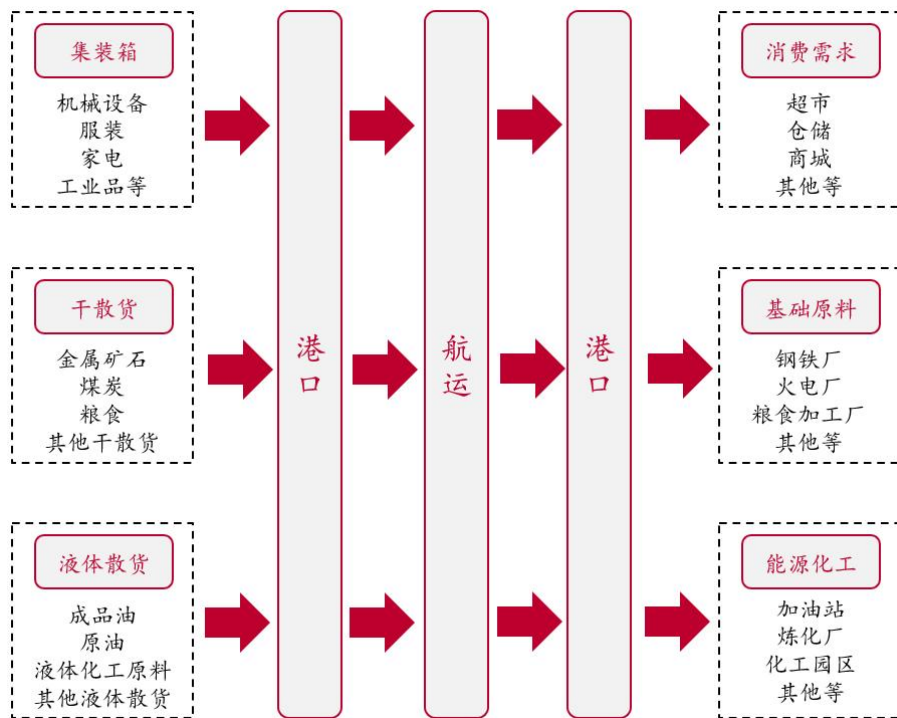 集装箱
机械设备
服装
家电
工业品等
干散货
金属矿石
煤炭
粮食
其他干散货
液体散货
成品油
原油
液体化工原料
其他液体散货
港口
航运
港口
消费需求
超市
仓储
商城
其他等
基础原料
钢铁厂
火电厂
粮食加工厂
其他等
能源化工
加油站
炼化厂
化工园区
其他等